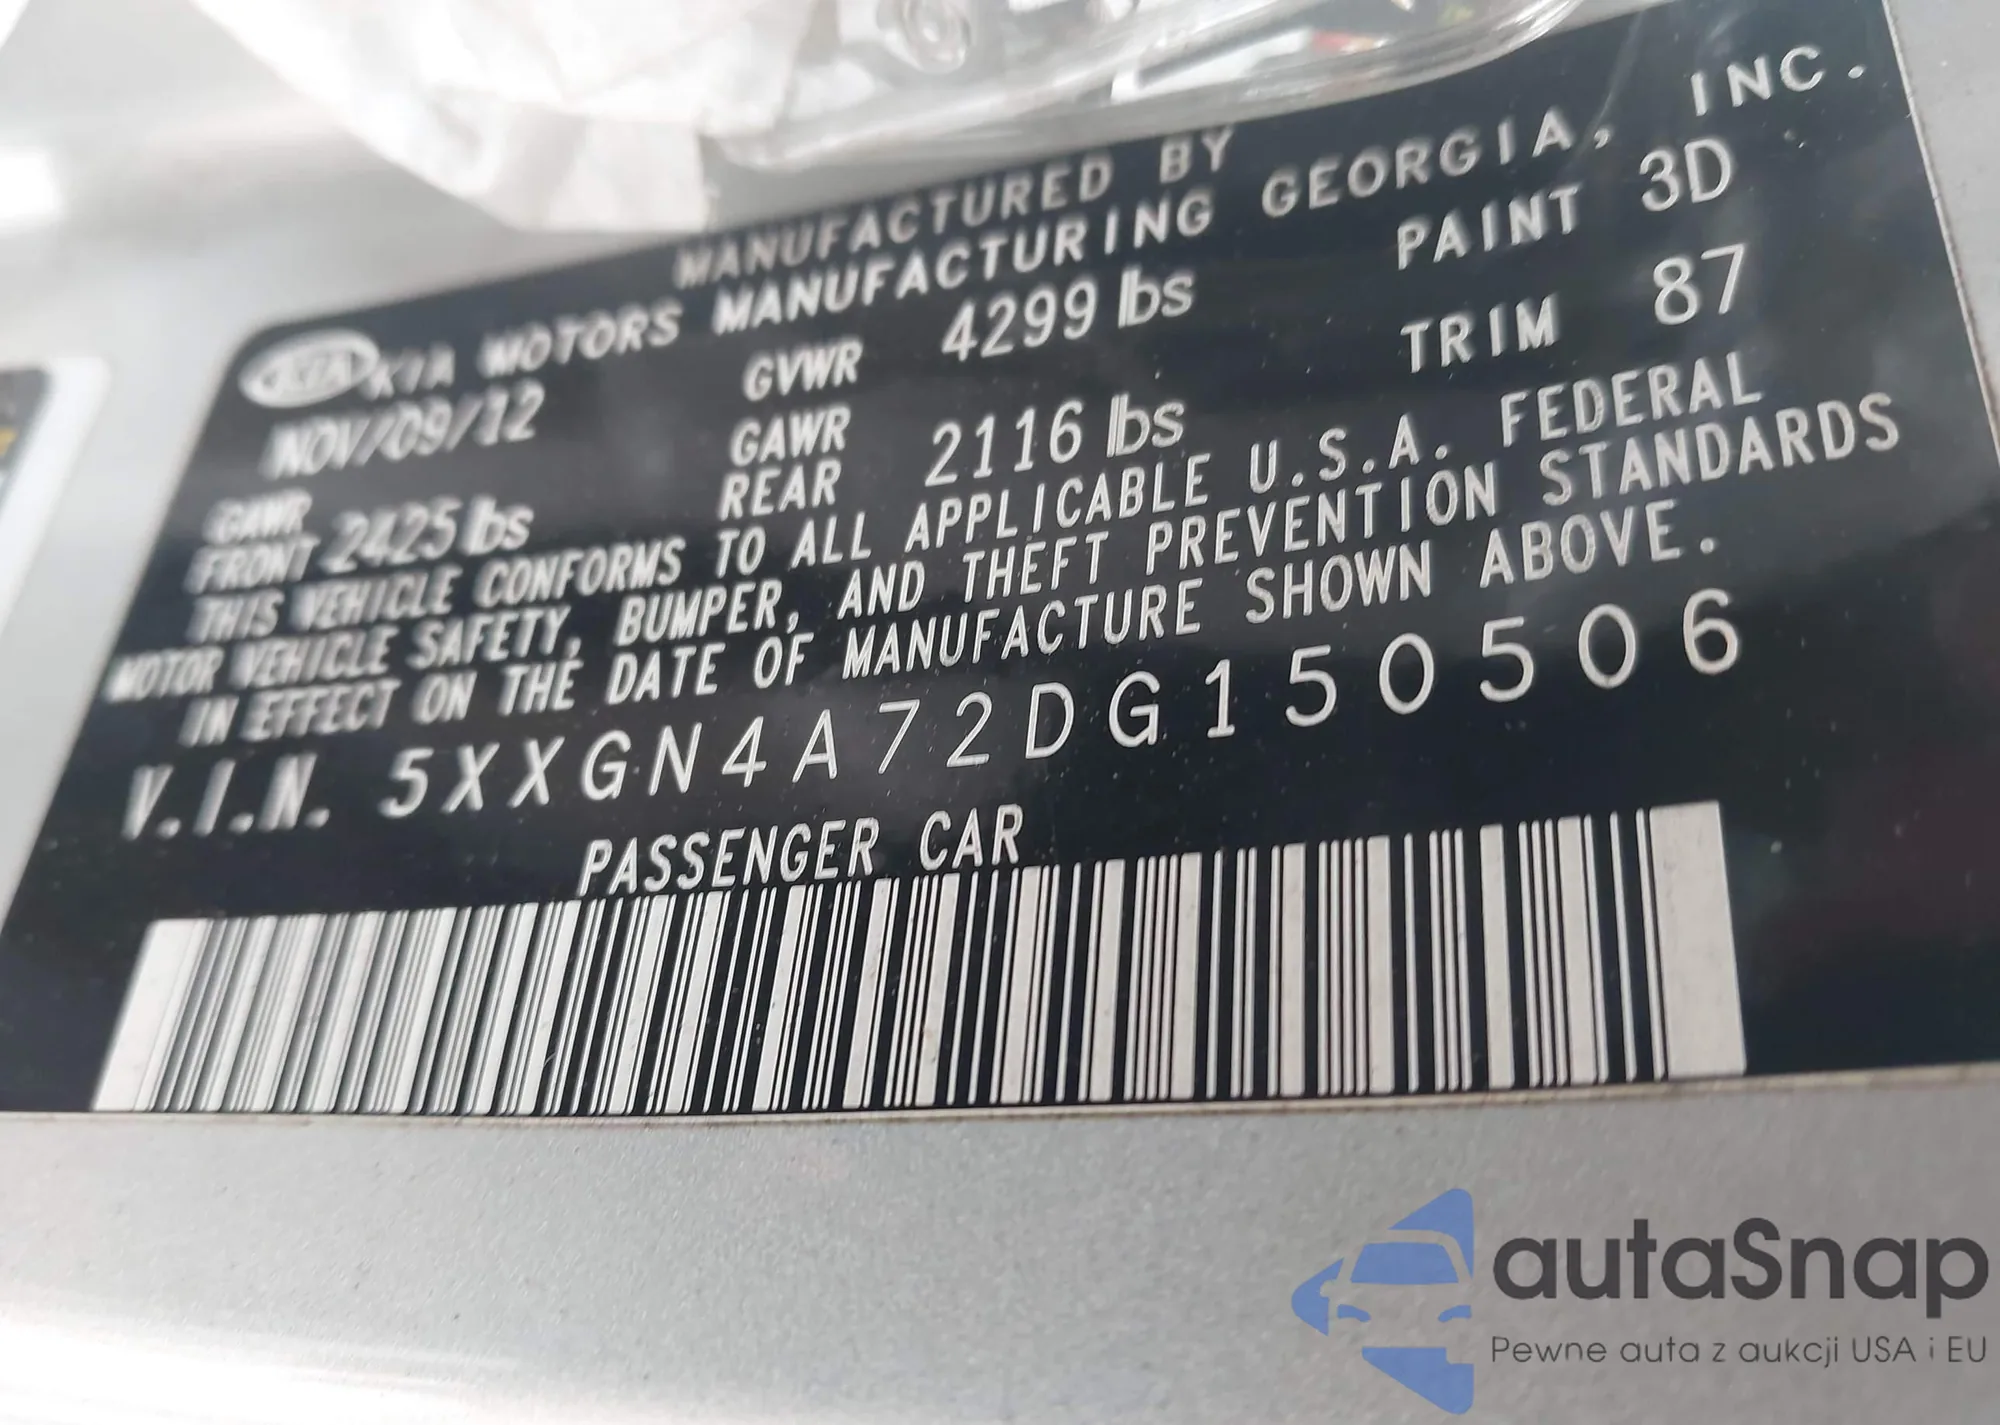 MANUFACTURED BY
KIA KIA MOTORS MANUFACTURING GEORGIA, INC.
NOV/09/12 GVWR 4299 lbs PAINT 3D
GAWR FRONT 2425 lbs GAWR REAR 2116 lbs TRIM 87
THIS VEHICLE CONFORMS TO ALL APPLICABLE U.S.A. FEDERAL
MOTOR VEHICLE SAFETY, BUMPER, AND THEFT PREVENTION STANDARDS
IN EFFECT ON THE DATE OF MANUFACTURE SHOWN ABOVE.
V.I.N. 5XXGN4A72DG150506
PASSENGER CAR
autaSnap
Pewne auta z aukcji USA i EU